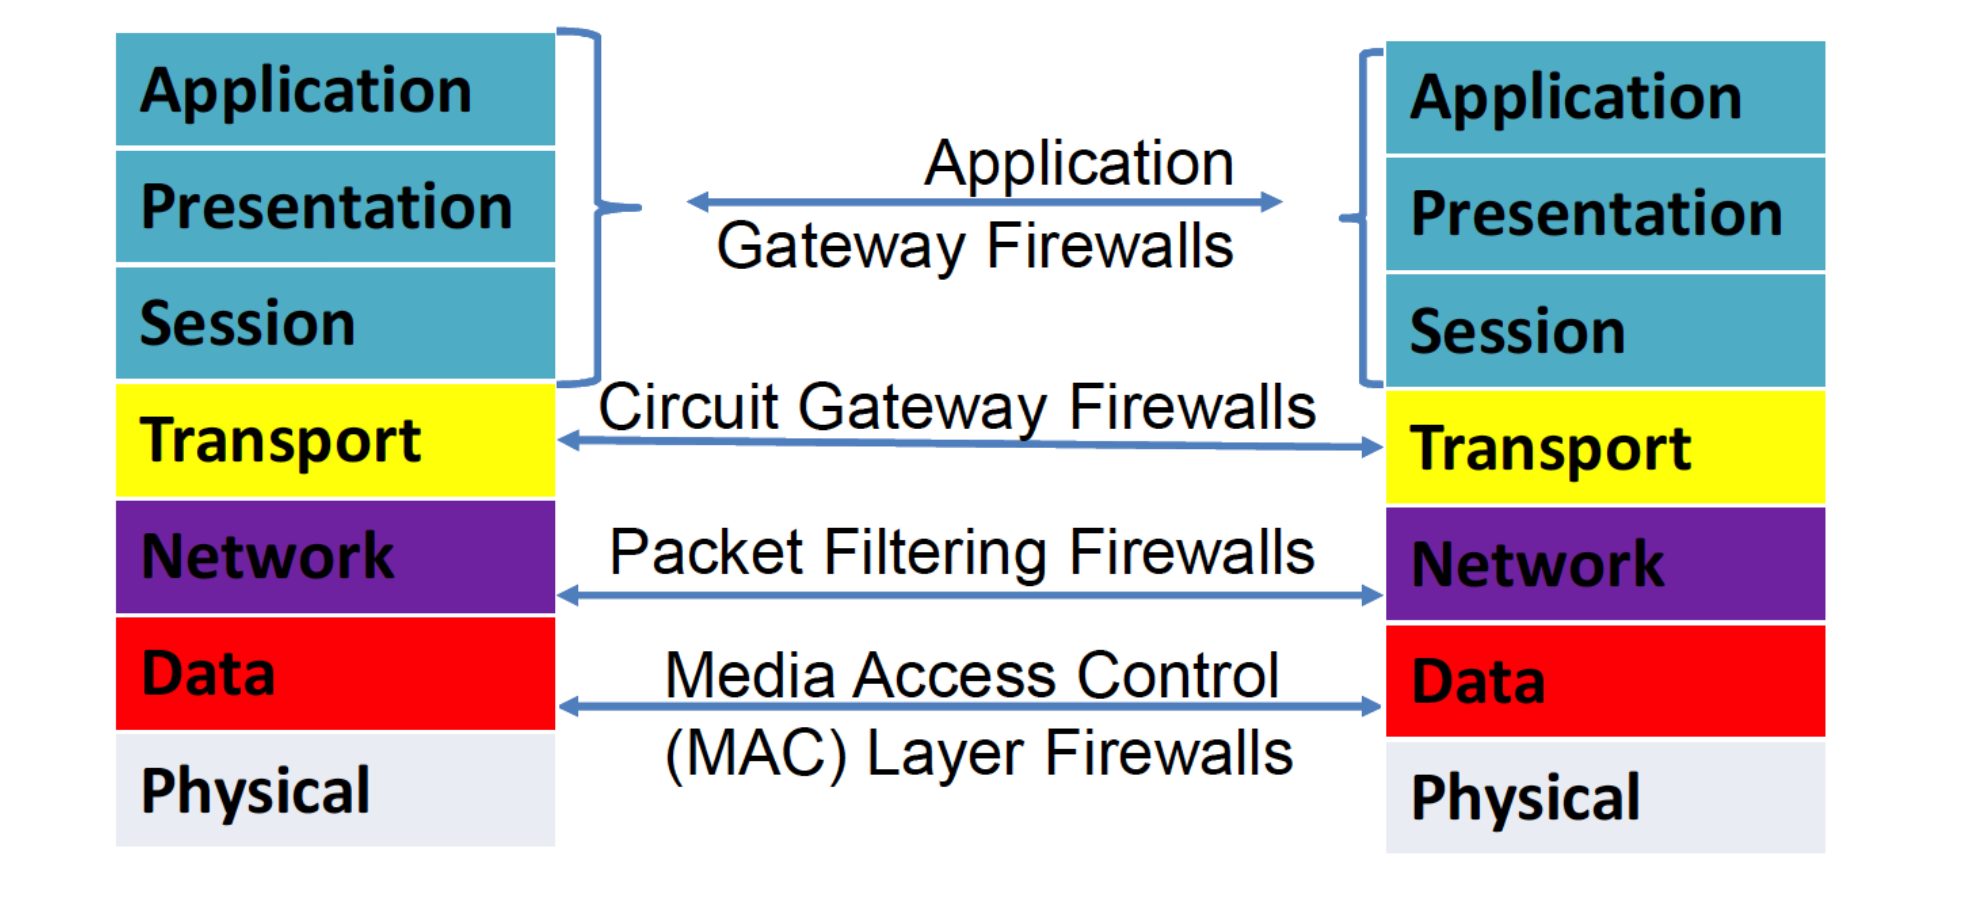 Application
Presentation
Session
Transport
Network
Data
Physical
Application
Gateway Firewalls
Circuit Gateway Firewalls
Packet Filtering Firewalls
Media Access Control
(MAC) Layer Firewalls
Application
Presentation
Session
Transport
Network
Data
Physical